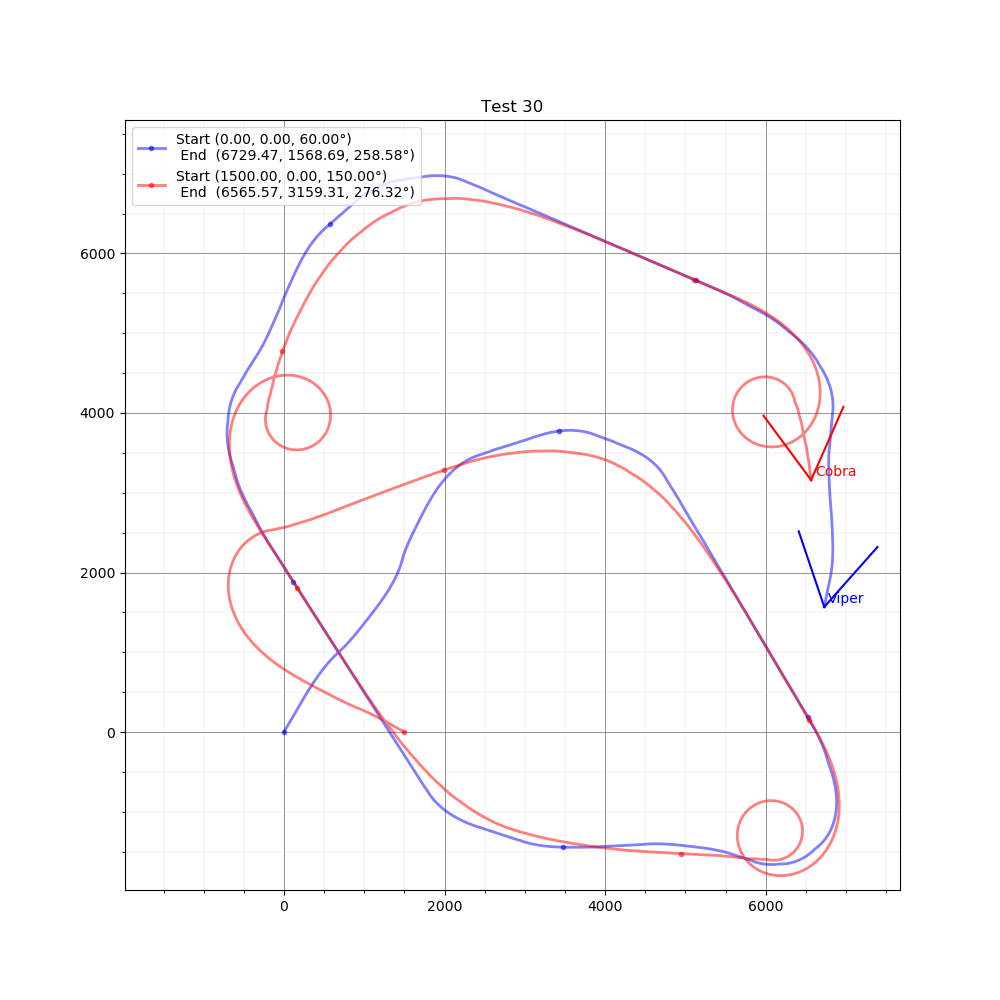 Test 30
Start (0.00, 0.00, 60.00°)
End (6729.47, 1568.69, 258.58°)
Start (1500.00, 0.00, 150.00°)
End (6565.57, 3159.31, 276.32°)
6000
4000
Cobra
2000
Viper
0
0 2000 4000 6000